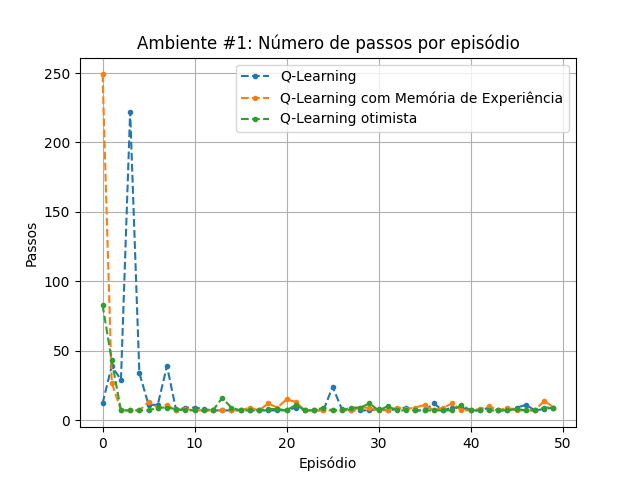 Ambiente #1: Número de passos por episódio
250
200
150
100
50
0
Passos
Q-Learning
Q-Learning com Memória de Experiência
Q-Learning otimista
0 10 20 30 40 50
Episódio